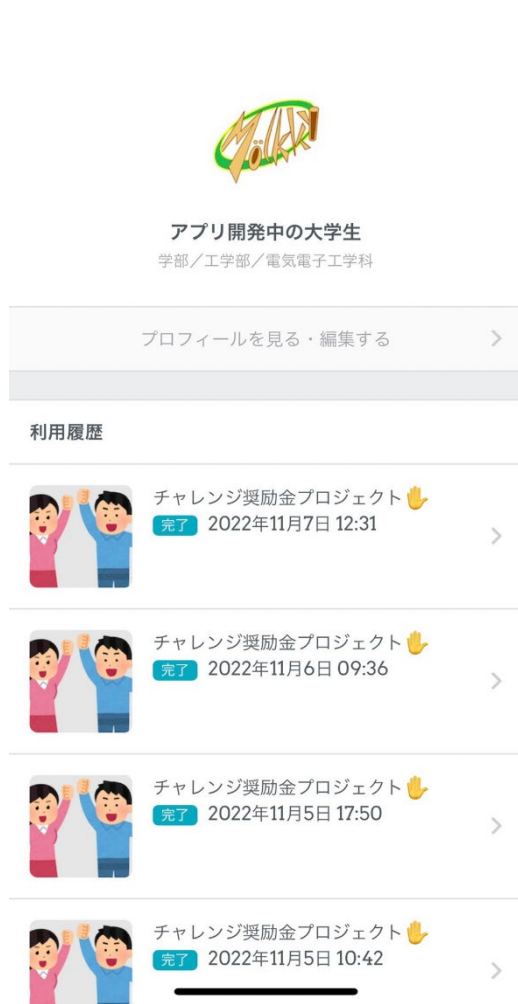 Mölkky
アプリ開発中の大学生
学部／工学部／電気電子工学科
プロフィールを見る・編集する
利用履歴
チャレンジ奨励金プロジェクト✋
完了 2022年11月7日 12:31
チャレンジ奨励金プロジェクト✋
完了 2022年11月6日 09:36
チャレンジ奨励金プロジェクト✋
完了 2022年11月5日 17:50
チャレンジ奨励金プロジェクト✋
完了 2022年11月5日 10:42